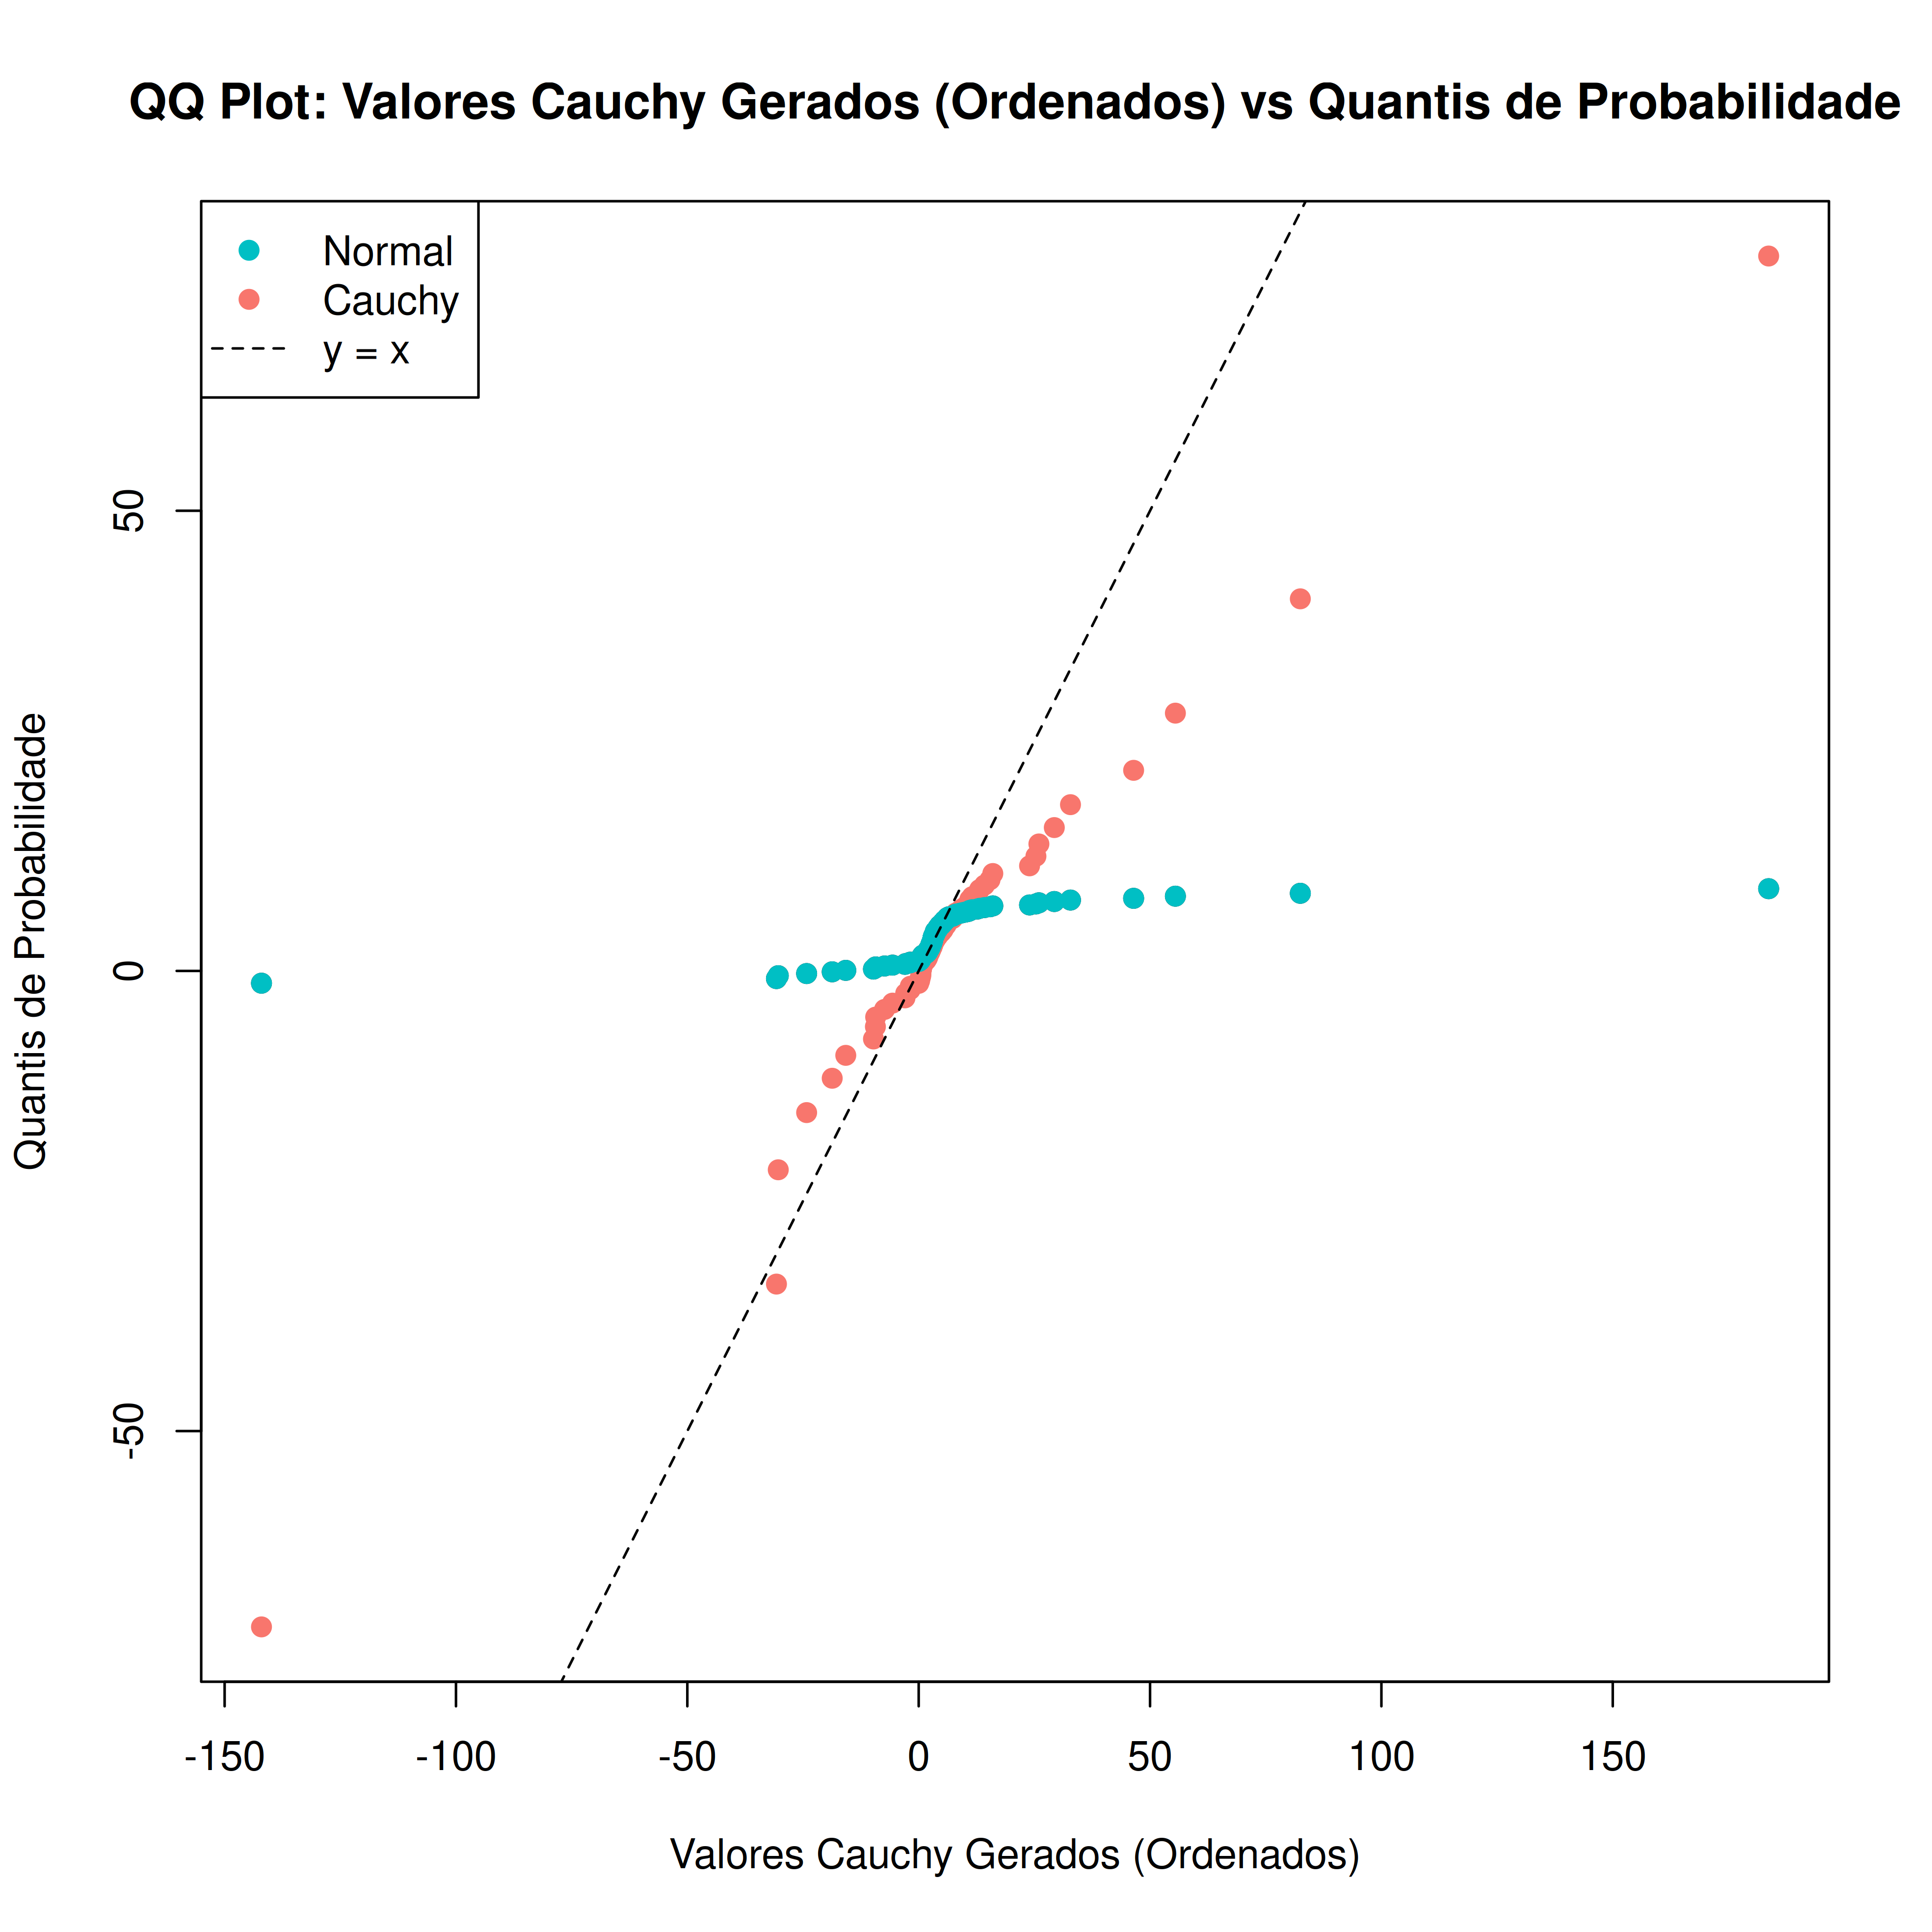 QQ Plot: Valores Cauchy Gerados (Ordenados) vs Quantis de Probabilidade
Normal
Cauchy
y = x
Quantis de Probabilidade
50
0
-50
-150 -100 -50 0 50 100 150
Valores Cauchy Gerados (Ordenados)